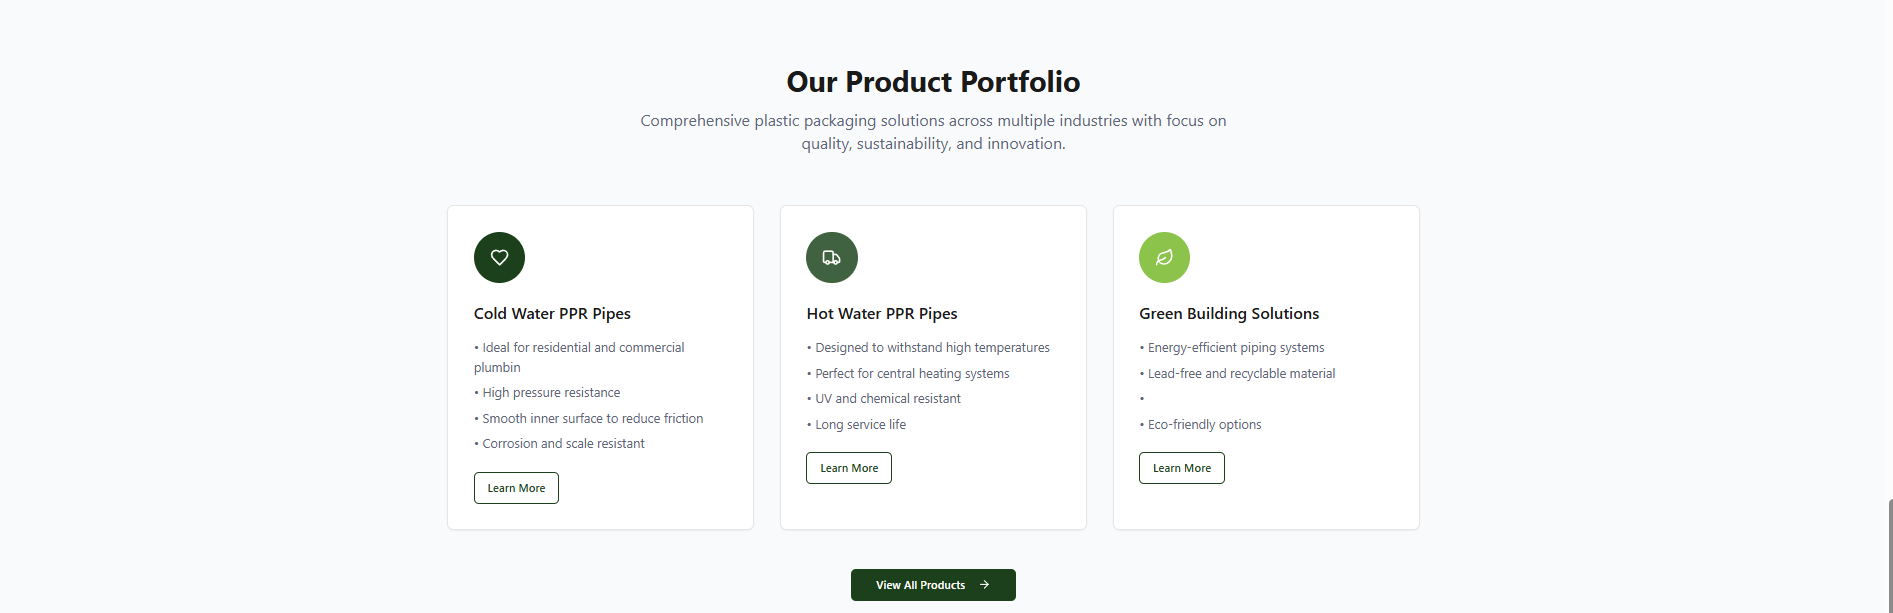 Our Product Portfolio
Comprehensive plastic packaging solutions across multiple industries with focus on
quality, sustainability, and innovation.
Cold Water PPR Pipes
• Ideal for residential and commercial
plumbin
• High pressure resistance
• Smooth inner surface to reduce friction
• Corrosion and scale resistant
Learn More
Hot Water PPR Pipes
• Designed to withstand high temperatures
• Perfect for central heating systems
• UV and chemical resistant
• Long service life
Learn More
Green Building Solutions
• Energy-efficient piping systems
• Lead-free and recyclable material
•
• Eco-friendly options
Learn More
View All Products →